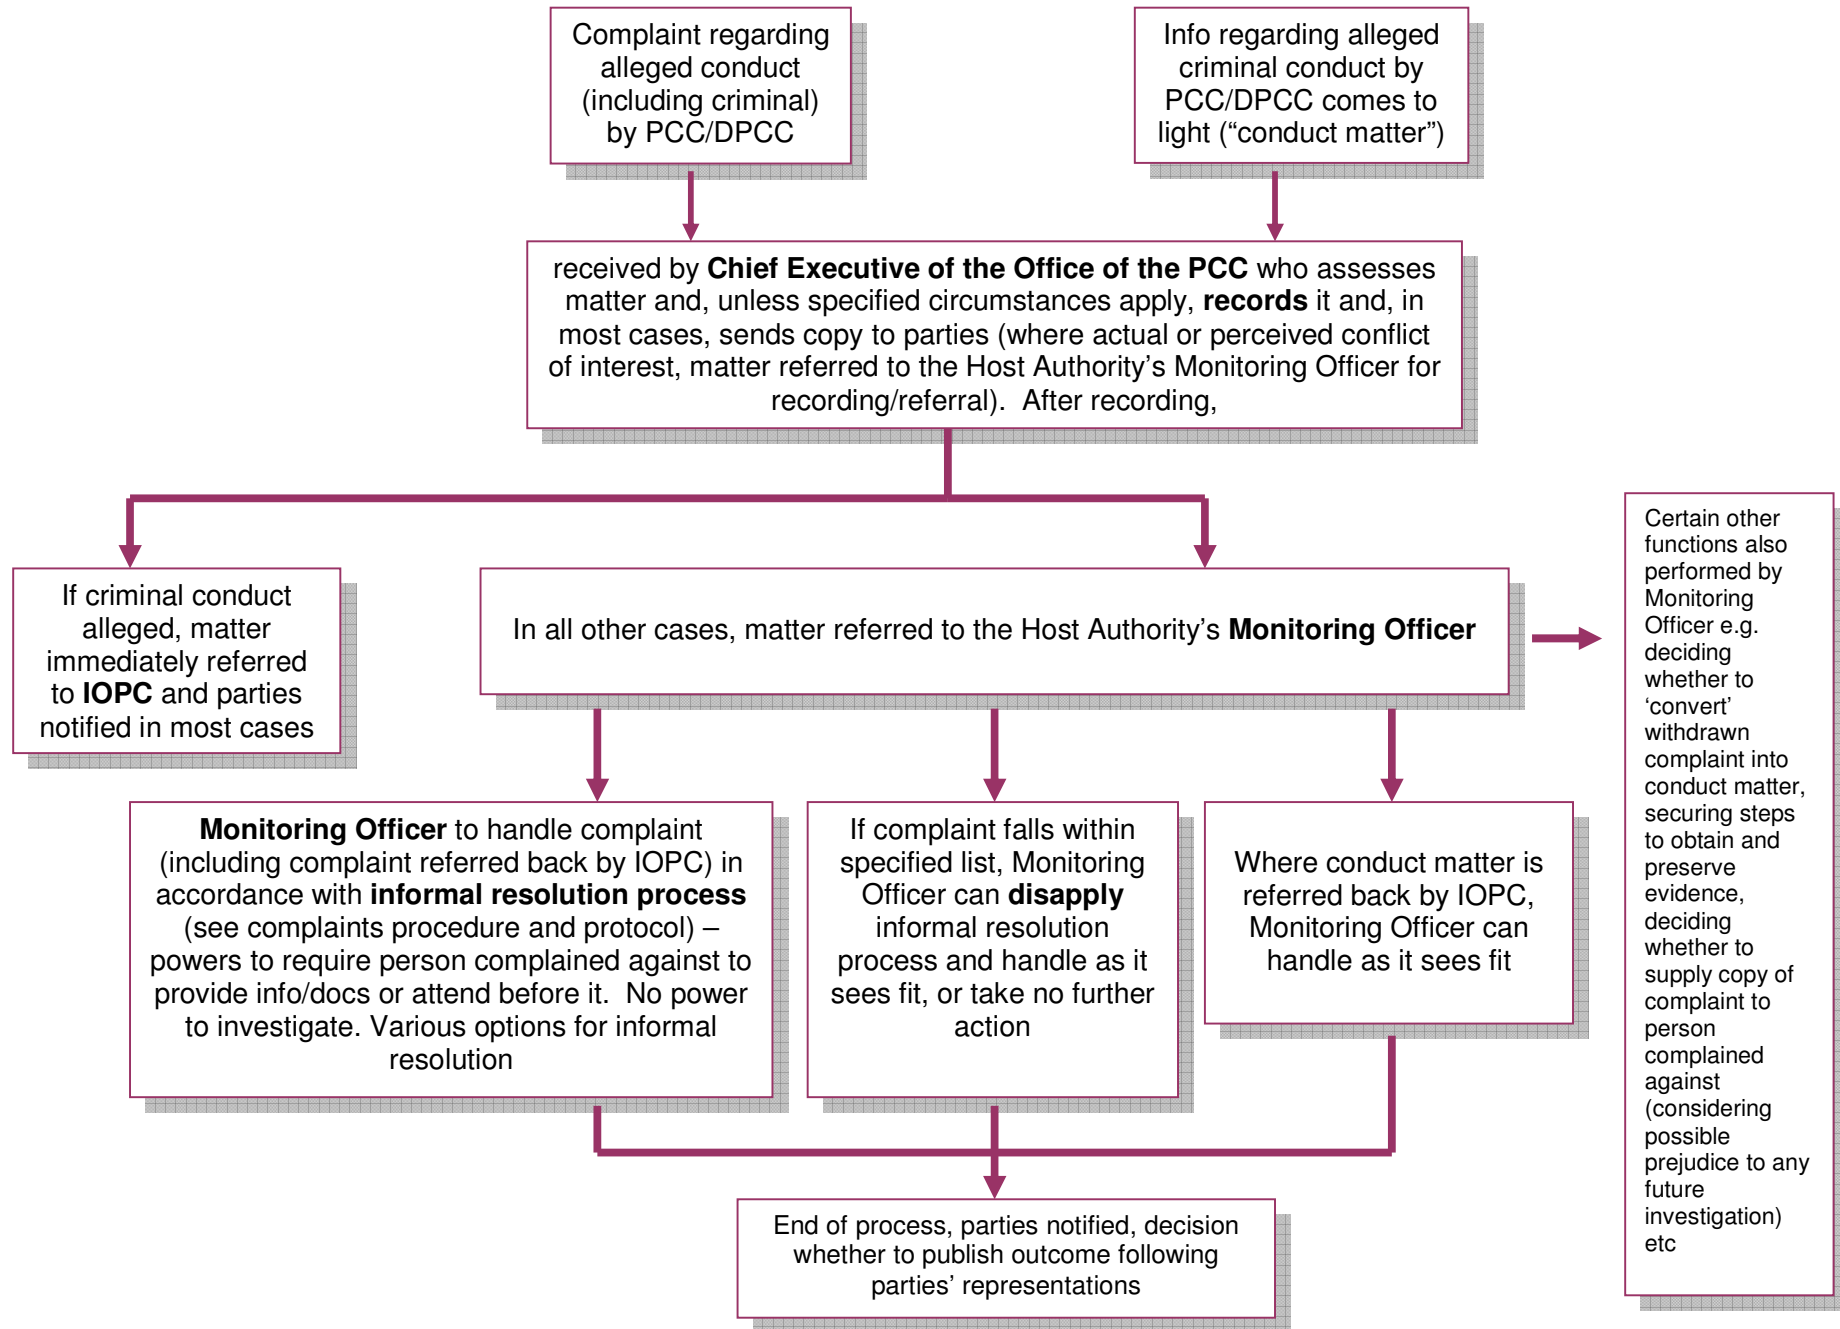 Complaint regarding
alleged conduct
(including criminal)
by PCC/DPCC
Info regarding alleged
criminal conduct by
PCC/DPCC comes to
light (“conduct matter”)
received by Chief Executive of the Office of the PCC who assesses
matter and, unless specified circumstances apply, records it and, in
most cases, sends copy to parties (where actual or perceived conflict
of interest, matter referred to the Host Authority’s Monitoring Officer for
recording/referral).  After recording,
If criminal conduct
alleged, matter
immediately referred
to IOPC and parties
notified in most cases
In all other cases, matter referred to the Host Authority’s Monitoring Officer
Certain other
functions also
performed by
Monitoring
Officer e.g.
deciding
whether to
‘convert’
withdrawn
complaint into
conduct matter,
securing steps
to obtain and
preserve
evidence,
deciding
whether to
supply copy of
complaint to
person
complained
against
(considering
possible
prejudice to any
future
investigation)
etc
Monitoring Officer to handle complaint
(including complaint referred back by IOPC) in
accordance with informal resolution process
(see complaints procedure and protocol) –
powers to require person complained against to
provide info/docs or attend before it.  No power
to investigate. Various options for informal
resolution
If complaint falls within
specified list, Monitoring
Officer can disapply
informal resolution
process and handle as it
sees fit, or take no further
action
Where conduct matter is
referred back by IOPC,
Monitoring Officer can
handle as it sees fit
End of process, parties notified, decision
whether to publish outcome following
parties’ representations